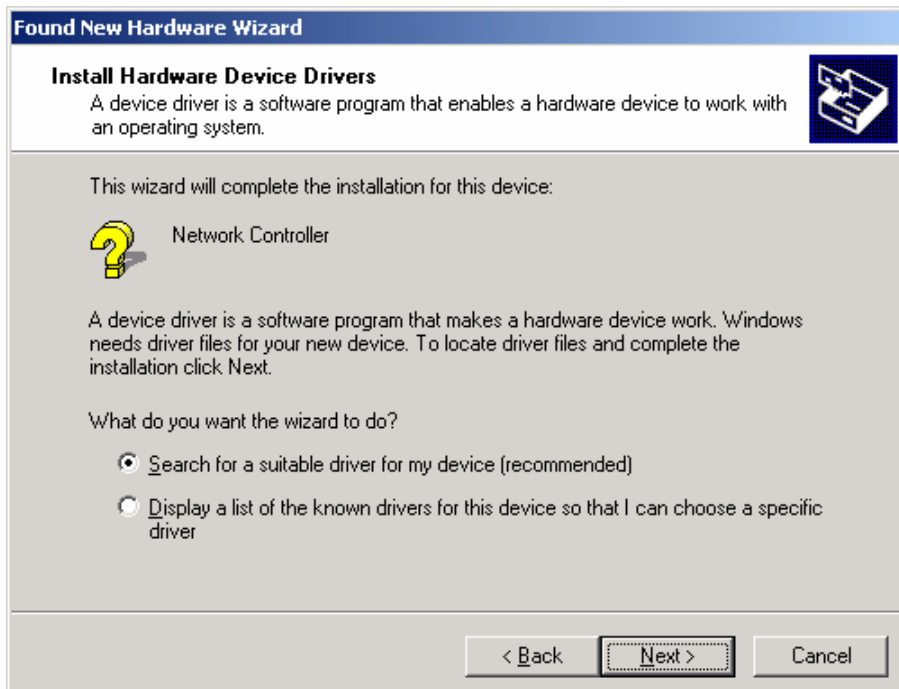 Found New Hardware Wizard
Install Hardware Device Drivers
A device driver is a software program that enables a hardware device to work with
an operating system.
This wizard will complete the installation for this device:
Network Controller
A device driver is a software program that makes a hardware device work. Windows
needs driver files for your new device. To locate driver files and complete the
installation click Next.
What do you want the wizard to do?
Search for a suitable driver for my device (recommended)
Display a list of the known drivers for this device so that I can choose a specific
driver
< Back Next > Cancel